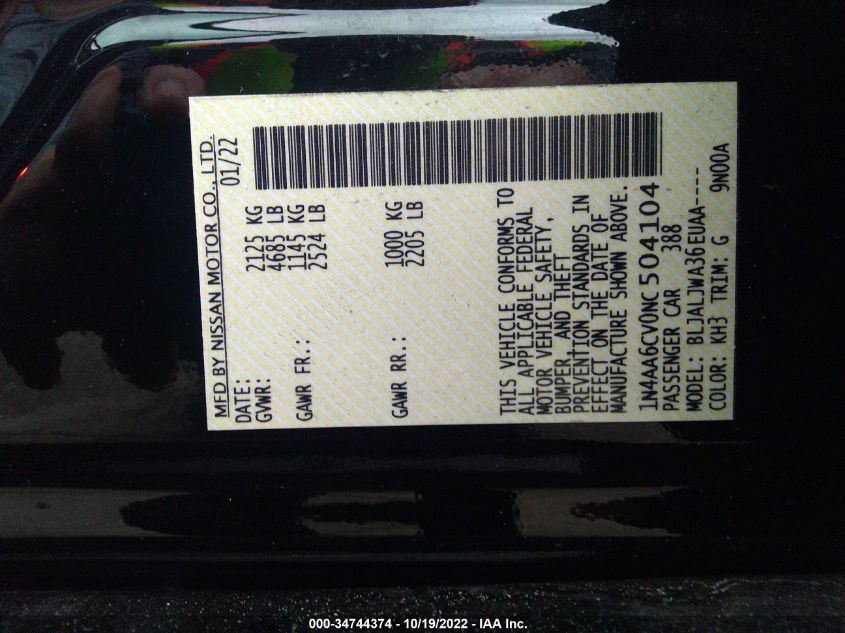 MFD BY NISSAN MOTOR CO., LTD.
DATE: 01/22
GVWR: 2125 KG
4685 LB
GAWR FR.: 1145 KG
2524 LB
GAWR RR.: 1000 KG
2205 LB
THIS VEHICLE CONFORMS TO
ALL APPLICABLE FEDERAL
MOTOR VEHICLE SAFETY,
BUMPER, AND THEFT
PREVENTION STANDARDS IN
EFFECT ON THE DATE OF
MANUFACTURE SHOWN ABOVE.
1N4AA6CV0NC504104
PASSENGER CAR 388
MODEL: BLJALJWA36EUAA----
COLOR: KH3 TRIM: G 9N00A
000-34744374 - 10/19/2022 - IAA Inc.